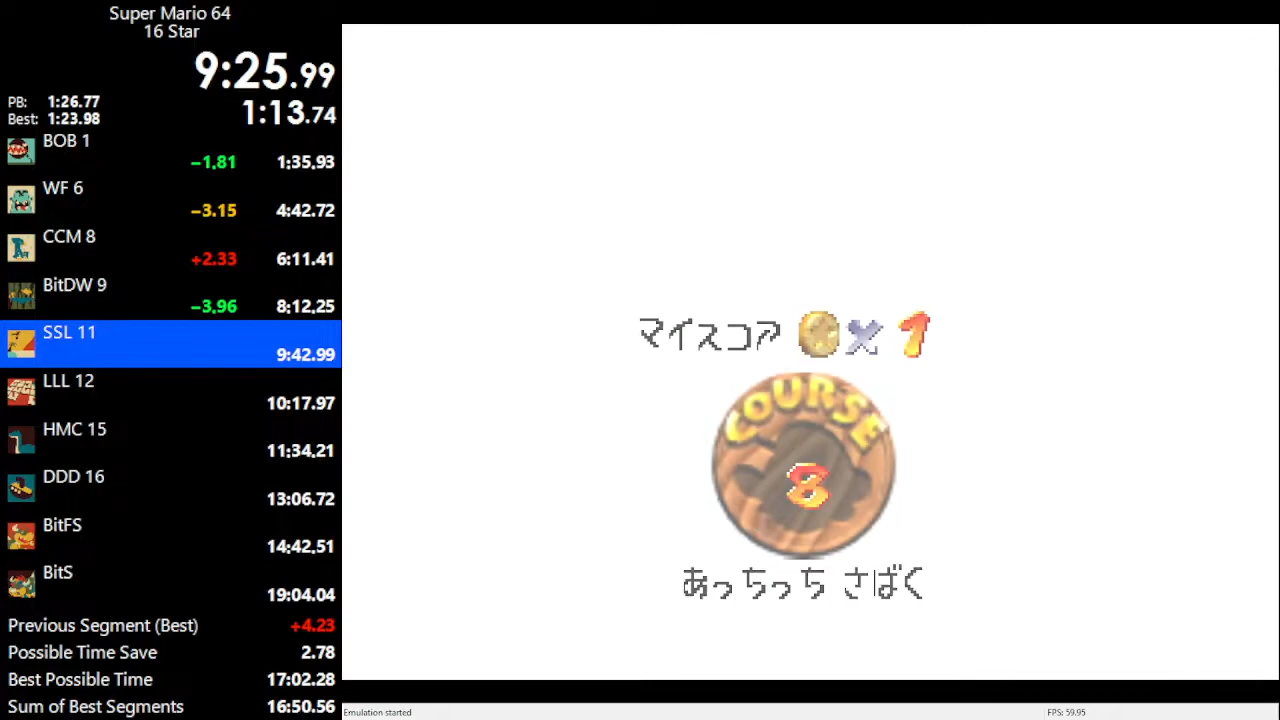 Super Mario 64
16 Star
9:25.99
PB: 1:26.77
Best: 1:23.98
1:13.74
BOB 1
-1.81 1:35.93
WF 6
-3.15 4:42.72
CCM 8
+2.33 6:11.41
BitDW 9
-3.96 8:12.25
SSL 11
9:42.99
LLL 12
10:17.97
HMC 15
11:34.21
DDD 16
13:06.72
BitFS
14:42.51
BitS
19:04.04
Previous Segment (Best) +4.23
Possible Time Save 2.78
Best Possible Time 17:02.28
Sum of Best Segments 16:50.56
マイスコア × 1
COURSE
8
あっちっち さばく
Emulation started FPS: 59.95